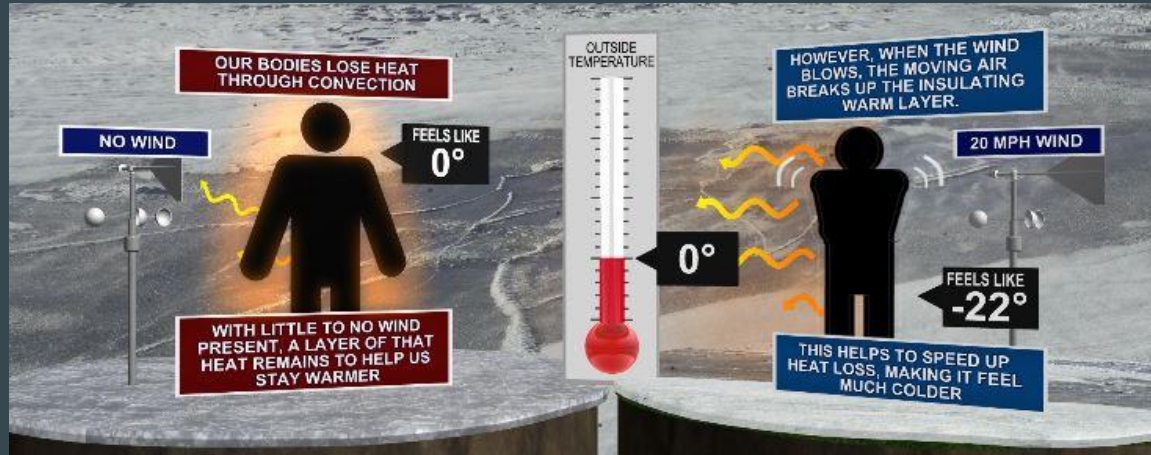 OUR BODIES LOSE HEAT
THROUGH CONVECTION
NO WIND
FEELS LIKE
0°
WITH LITTLE TO NO WIND
PRESENT, A LAYER OF THAT
HEAT REMAINS TO HELP US
STAY WARMER
OUTSIDE
TEMPERATURE
0°
HOWEVER, WHEN THE WIND
BLOWS, THE MOVING AIR
BREAKS UP THE INSULATING
WARM LAYER.
20 MPH WIND
FEELS LIKE
-22°
THIS HELPS TO SPEED UP
HEAT LOSS, MAKING IT FEEL
MUCH COLDER